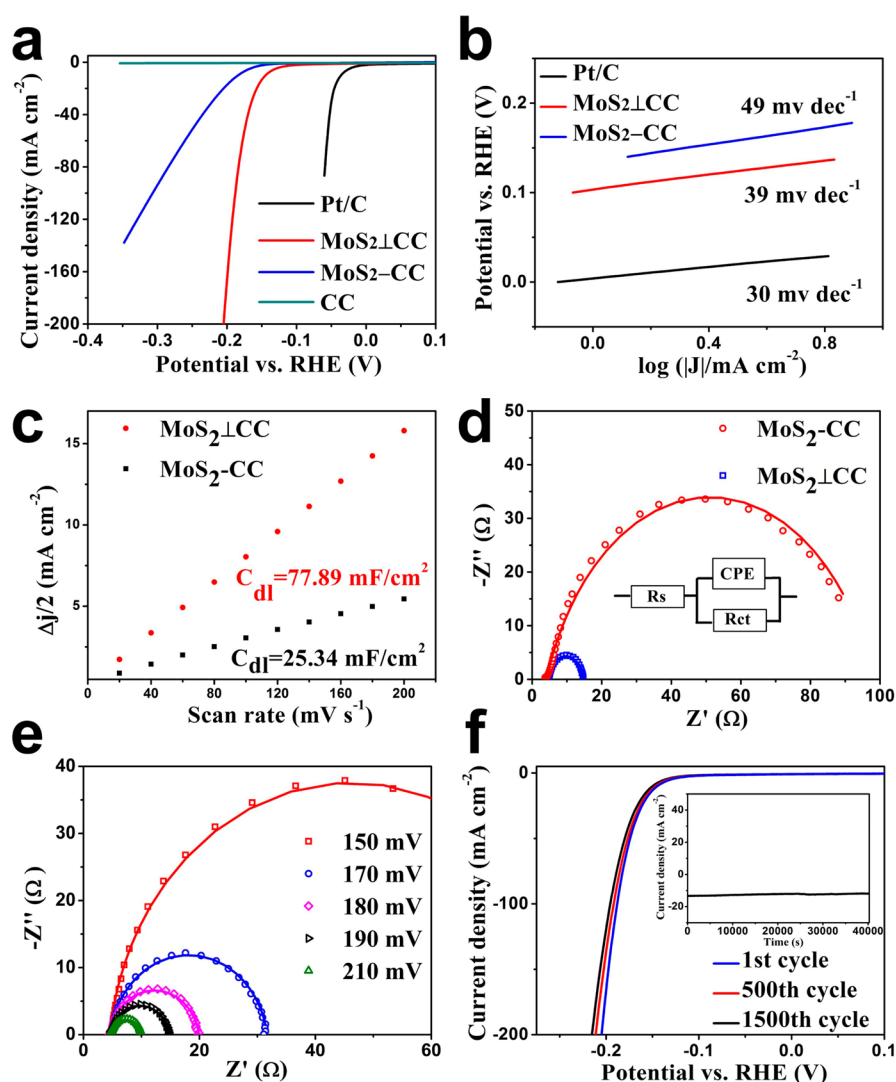 a
0
-40
-80
-120
-160
-200
-0.4
-0.3
-0.2
-0.1
0.0
0.1
Current density (mA cm-2)
Potential vs. RHE (V)
Pt/C
MoS2⊥CC
MoS2−CC
CC
b
Pt/C
MoS2⊥CC
MoS2−CC
49 mv dec-1
39 mv dec-1
30 mv dec-1
0.2
0.1
0.0
0.0
0.4
0.8
Potential vs. RHE (V)
log (|J|/mA cm-2)
c
MoS2⊥CC
MoS2-CC
15
10
5
0
40
80
120
160
200
Cdl=77.89 mF/cm2
Cdl=25.34 mF/cm2
Δj/2 (mA cm-2)
Scan rate (mV s-1)
d
MoS2-CC
MoS2⊥CC
50
40
30
20
10
0
0
20
40
60
80
100
Rs
CPE
Rct
-Z'' (Ω)
Z' (Ω)
e
40
30
20
10
0
0
20
40
60
150 mV
170 mV
180 mV
190 mV
210 mV
-Z'' (Ω)
Z' (Ω)
f
0
-100
-200
-0.2
-0.1
0.0
0.1
Current density (mA cm-2)
Potential vs. RHE (V)
40
20
0
-20
0
10000
20000
30000
40000
Current density (mA cm-2)
Time (s)
1st cycle
500th cycle
1500th cycle